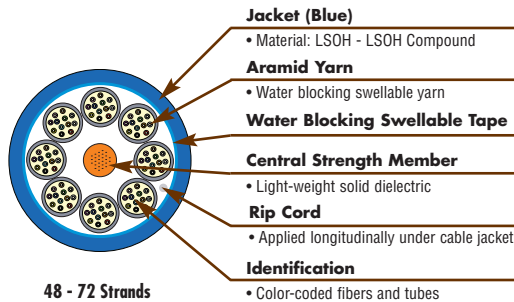 Jacket (Blue)
• Material: LSOH - LSOH Compound
Aramid Yarn
• Water blocking swellable yarn
Water Blocking Swellable Tape
Central Strength Member
• Light-weight solid dielectric
Rip Cord
• Applied longitudinally under cable jacket
Identification
• Color-coded fibers and tubes
48 - 72 Strands